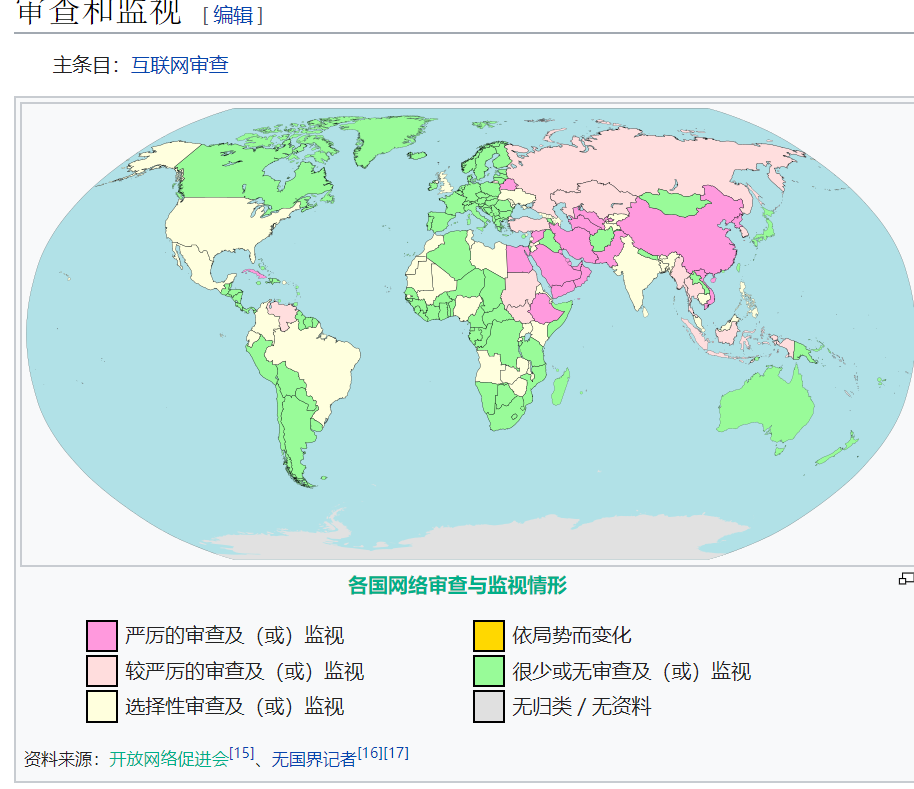 审查和监视 [编辑]
主条目：互联网审查
各国网络审查与监视情形
严厉的审查及（或）监视
依局势而变化
较严厉的审查及（或）监视
很少或无审查及（或）监视
选择性审查及（或）监视
无归类 / 无资料
资料来源：开放网络促进会[15]、无国界记者[16][17]